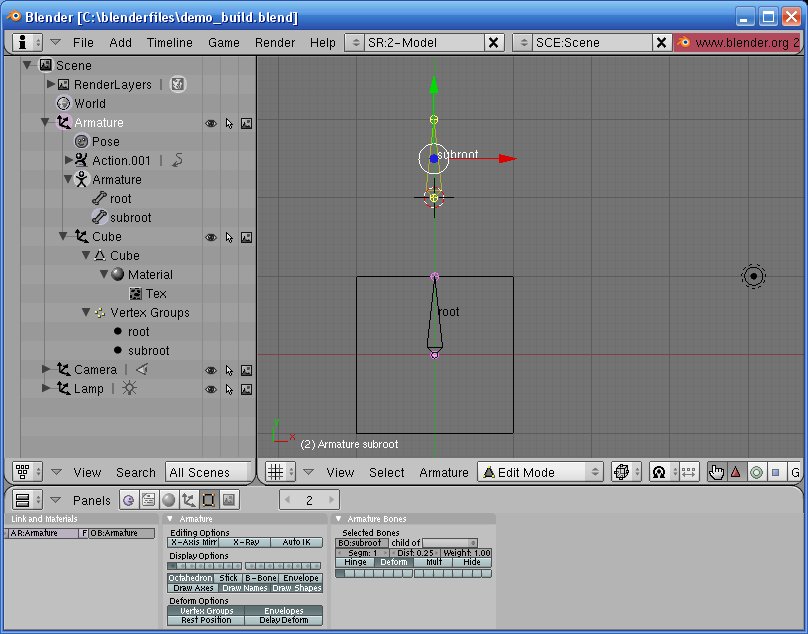 Blender [C:\blenderfiles\demo_build.blend]
File Add Timeline Game Render Help SR:2-Model SCE:Scene www.blender.org 2
Scene
RenderLayers
World
Armature
Pose
Action.001
Armature
root
subroot
Cube
Cube
Material
Tex
Vertex Groups
root
subroot
Camera
Lamp
subroot
root
y
x
(2) Armature subroot
View Search All Scenes
View Select Armature Edit Mode G
Panels 2
Link and Materials
AR:Armature F OB:Armature
Armature
Editing Options
X-Axis Mirr X-Ray Auto IK
Display Options
Octahedron Stick B-Bone Envelope
Draw Axes Draw Names Draw Shapes
Deform Options
Vertex Groups Envelopes
Rest Position Delay Deform
Armature Bones
Selected Bones
BO:subroot child of
Segm: 1 Dist: 0.25 Weight: 1.00
Hinge Deform Mult Hide